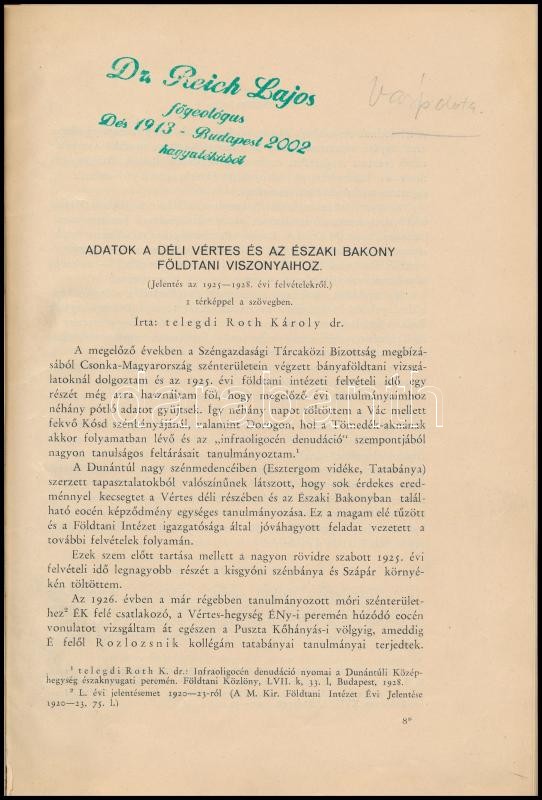 Dr. Reich Lajos
főgeológus
Dés 1913 - Budapest 2002
hagyatékából
ADATOK A DÉLI VÉRTES ÉS AZ ÉSZAKI BAKONY
FÖLDTANI VISZONYAIHOZ.
(Jelentés az 1925—1928. évi felvételekről.)
1 térképpel a szövegben.
Írta: telegdi Roth Károly dr.
A megelőző években a Széngazdasági Tárcaközi Bizottság megbízá-
sából Csonka-Magyarország szénterületein végzett bányaföldtani vizsgá-
latoknál dolgoztam és az 1925. évi földtani intézeti felvételi idő egy
részét még arra használtam föl, hogy megelőző évi tanulmányaimhoz
néhány pótló adatot gyüjtsek. Így néhány napot töltöttem a Vác mellett
fekvő Kósd szénbányájánál, valamint Dorogon, hol a Tömedék-aknának
akkor folyamatban lévő és az „infraoligocén denudáció" szempontjából
nagyon tanulságos feltárásait tanulmányoztam.¹
A Dunántúl nagy szénmedencéiben (Esztergom vidéke, Tatabánya)
szerzett tapasztalatokból valószínűnek látszott, hogy sok érdekes ered-
ménnyel kecsegtet a Vértes déli részében és az Északi Bakonyban talál-
ható eocén képződmény egységes tanulmányozása. Ez a magam elé tűzött
és a Földtani Intézet igazgatósága által jóváhagyott feladat vezetett a
további felvételek folyamán.
Ezek szem előtt tartása mellett a nagyon rövidre szabott 1925. évi
felvételi idő legnagyobb részét a kisgyóni szénbánya és Szápár környé-
kén töltöttem.
Az 1926. évben a már régebben tanulmányozott móri szénterület-
hez² ÉK felé csatlakozó, a Vértes-hegység ÉNy-i peremén húzódó eocén
vonulatot vizsgáltam át egészen a Puszta Kőhányás-i völgyig, ameddig
É felől Rozlozsnik kollégám tatabányai tanulmányai terjedtek.
¹ telegdi Roth K. dr.: Infraoligocén denudáció nyomai a Dunántúli Közép-
hegység északnyugati peremén. Földtani Közlöny, LVII. k, 33. l, Budapest, 1928.
² L. évi jelentésemet 1920—23-ról (A M. Kir. Földtani Intézet Évi Jelentése
1920—23, 75. l.)
8*
darabanth